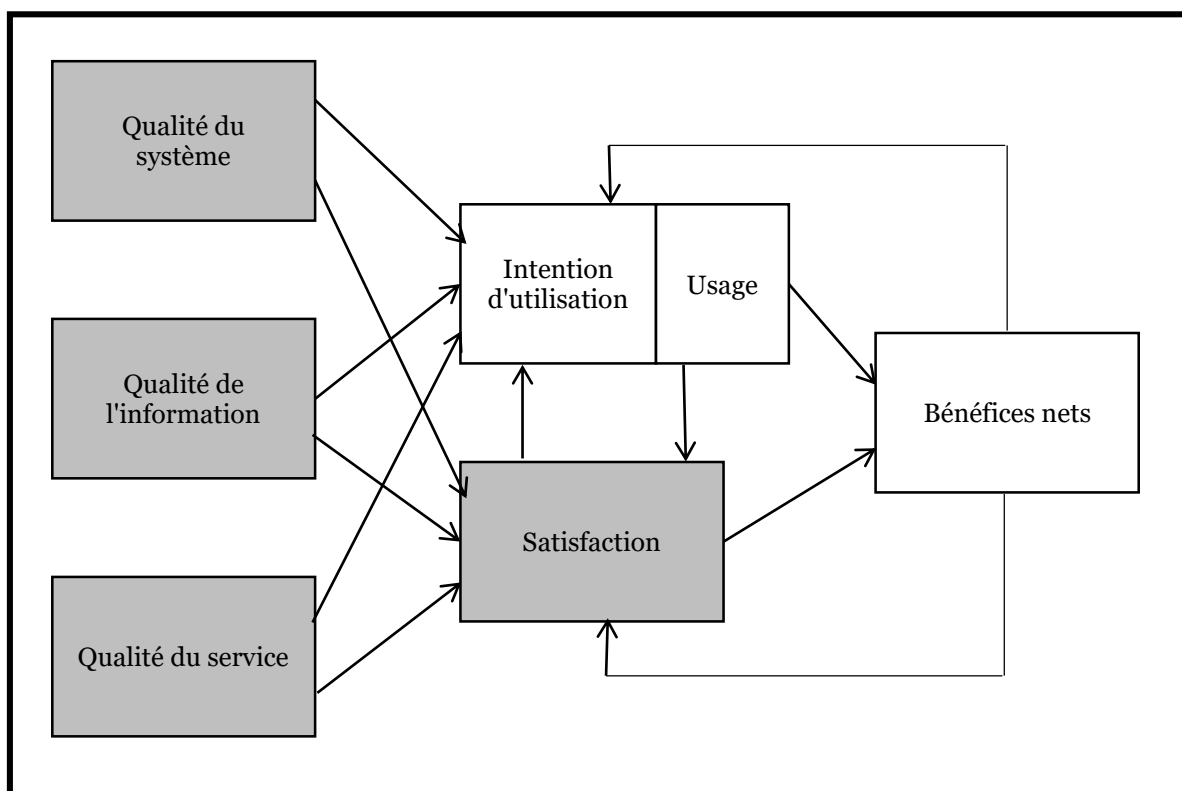 Qualité du
système
Intention
d'utilisation
Usage
Qualité de
l'information
Bénéfices nets
Satisfaction
Qualité du service